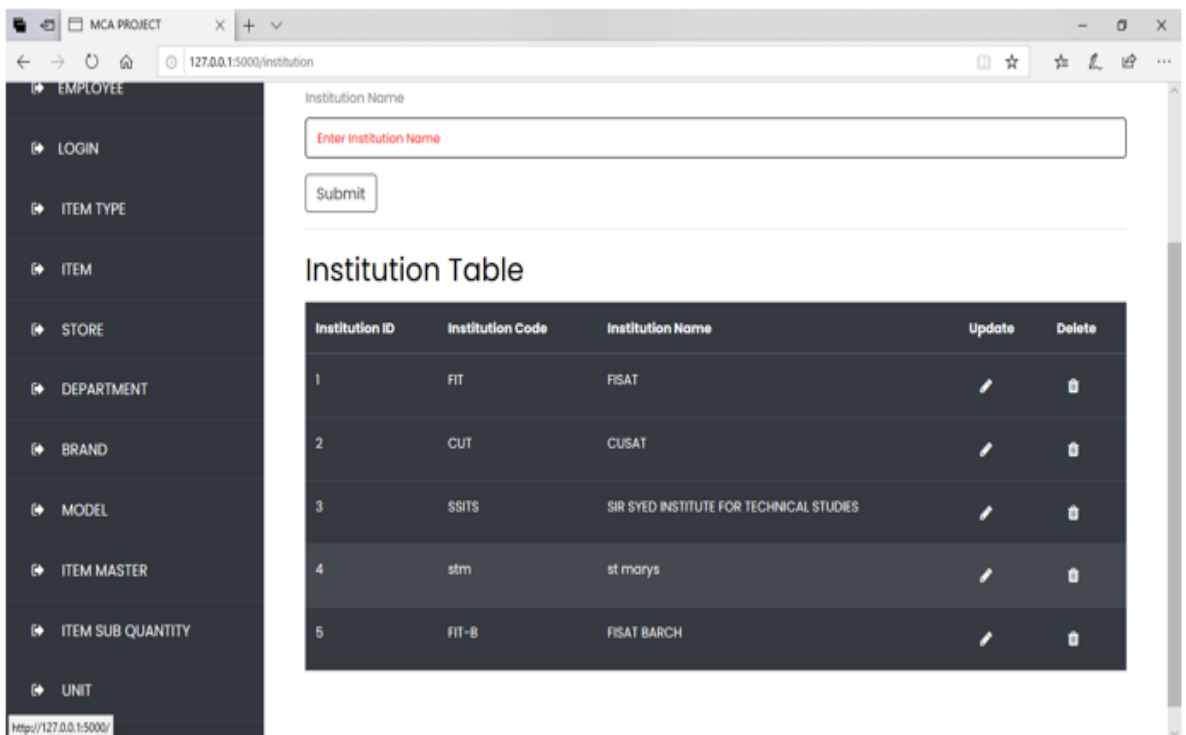 MCA PROJECT
127.0.0.1:5000/institution
EMPLOYEE
LOGIN
ITEM TYPE
ITEM
STORE
DEPARTMENT
BRAND
MODEL
ITEM MASTER
ITEM SUB QUANTITY
UNIT
http://127.0.0.1:5000/
Institution Name
Enter Institution Name
Submit
Institution Table
Institution ID Institution Code Institution Name Update Delete
1 FIT FISAT
2 CUT CUSAT
3 SSITS SIR SYED INSTITUTE FOR TECHNICAL STUDIES
4 stm st marys
5 FIT-B FISAT BARCH